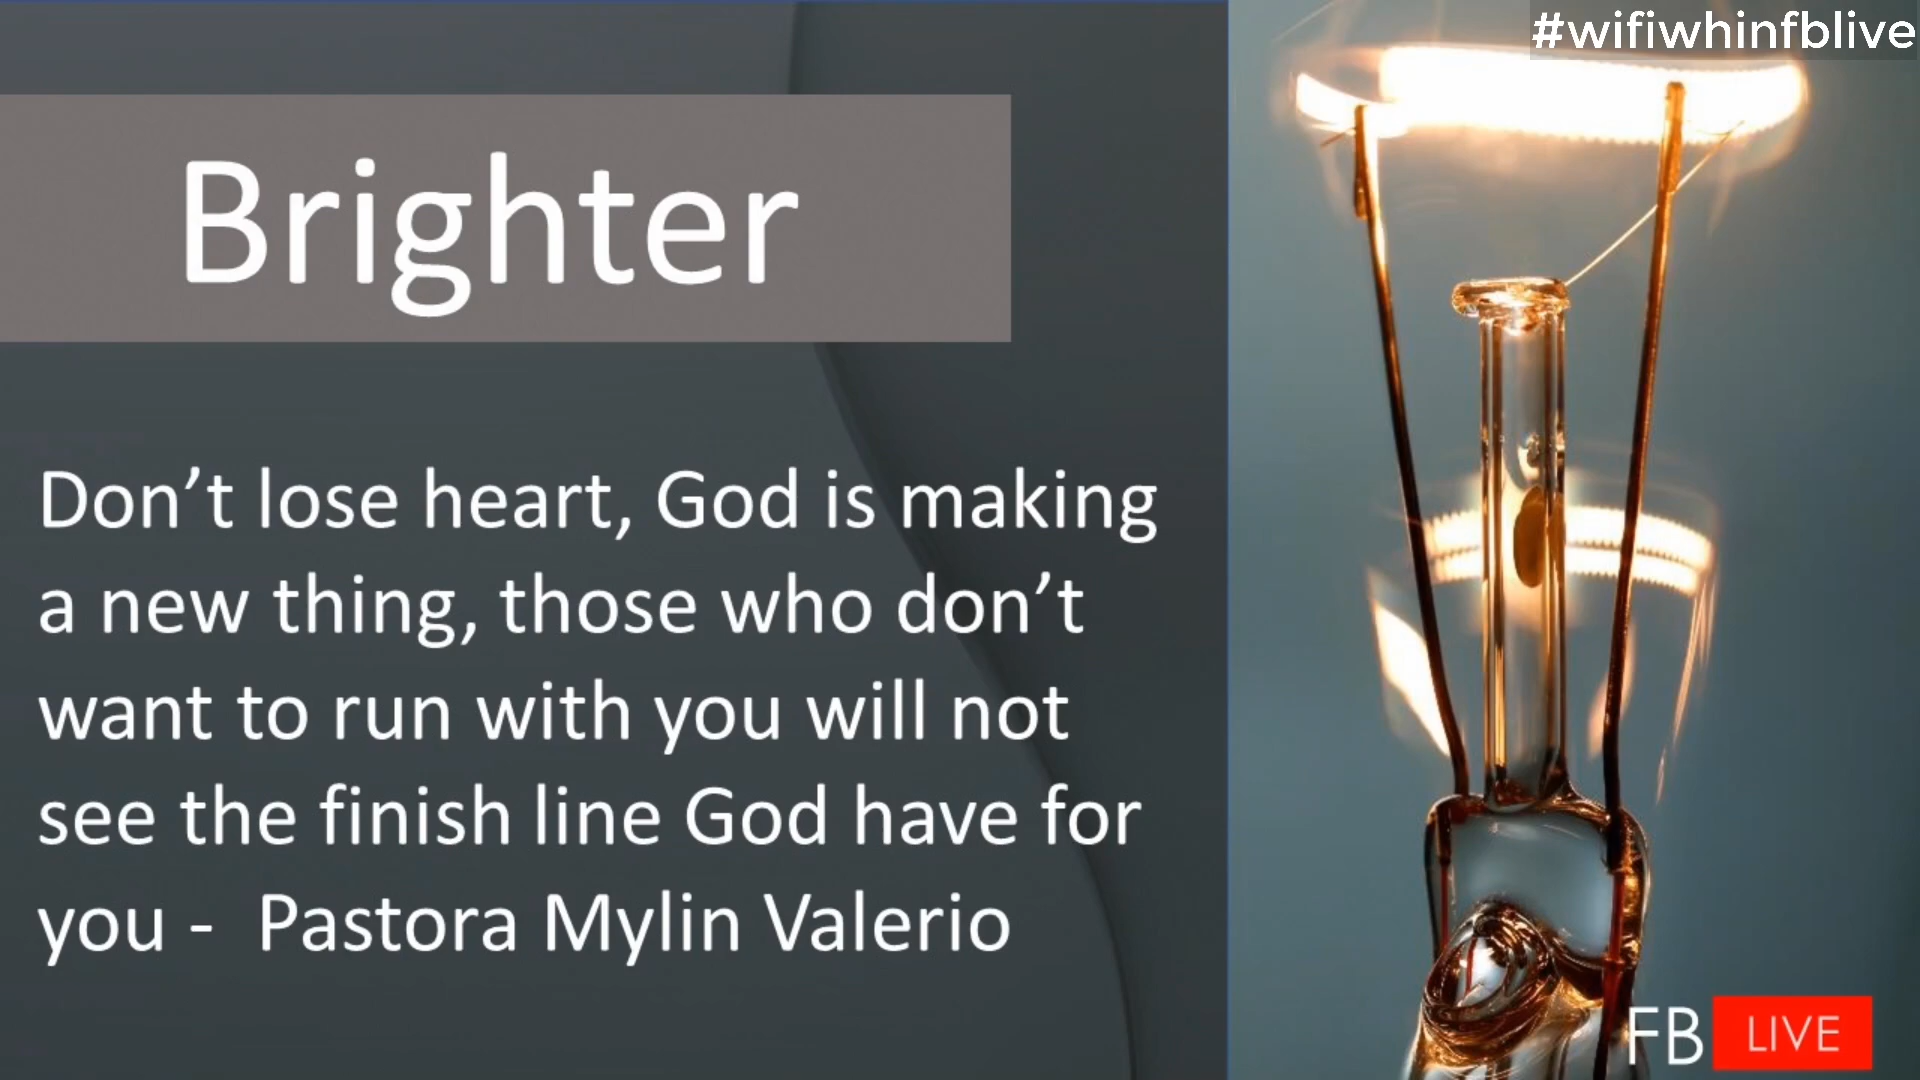 #wifiwhinfblive
Brighter
Don’t lose heart, God is making
a new thing, those who don’t
want to run with you will not
see the finish line God have for
you -  Pastora Mylin Valerio
FB LIVE